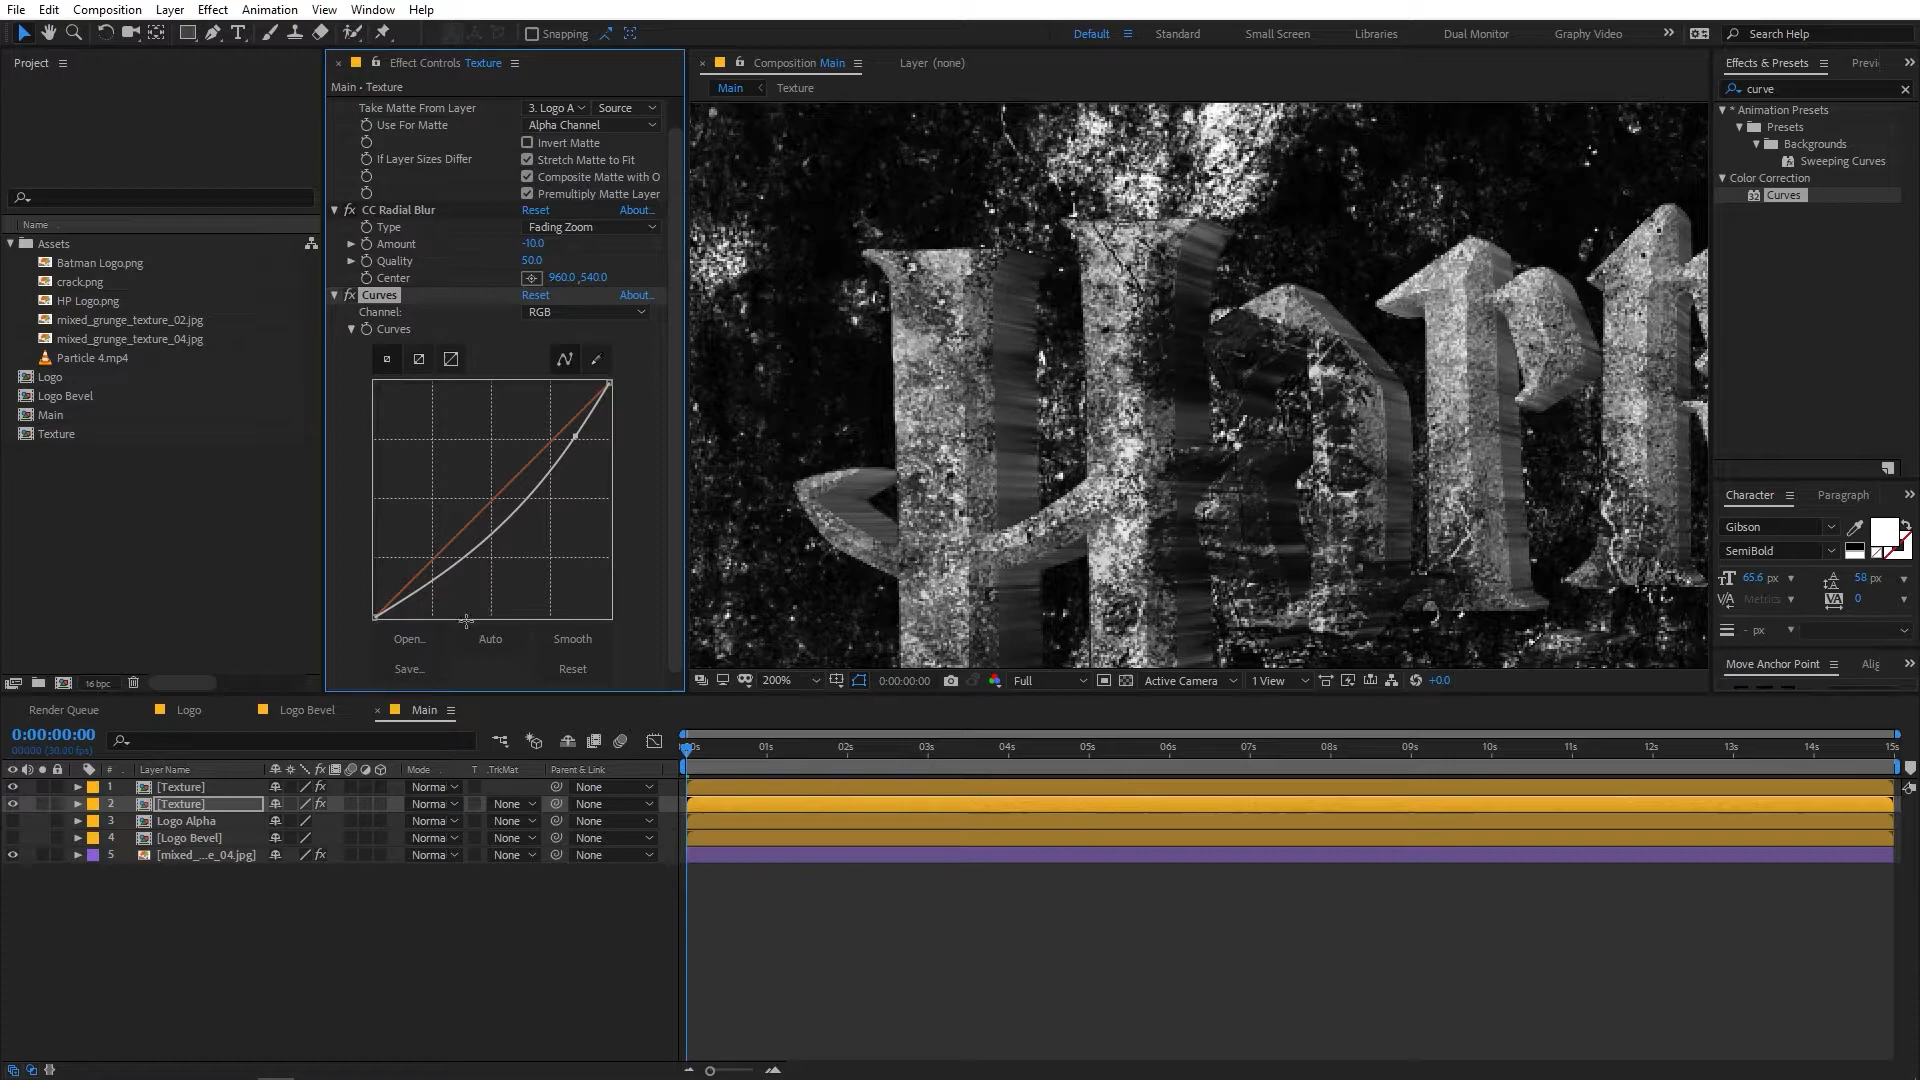 File Edit Composition Layer Effect Animation View Window Help
Snapping Default Standard Small Screen Libraries Dual Monitor Graphy Video Search Help
Project
Effect Controls Texture
Composition Main
Layer (none)
Effects & Presets
Main • Texture
Main Texture
curve
Take Matte From Layer 3. Logo A Source
Use For Matte Alpha Channel
Invert Matte
If Layer Sizes Differ Stretch Matte to Fit
Composite Matte with O
Premultiply Matte Layer
fx CC Radial Blur Reset About...
Type Fading Zoom
Amount -10.0
Quality 50.0
Center 960.0,540.0
fx Curves Reset About...
Channel: RGB
Curves
Open... Auto Smooth
Save... Reset
* Animation Presets
Presets
Backgrounds
Sweeping Curves
Color Correction
32 Curves
Name
Assets
Batman Logo.png
crack.png
HP Logo.png
mixed_grunge_texture_02.jpg
mixed_grunge_texture_04.jpg
Particle 4.mp4
Logo
Logo Bevel
Main
Texture
16 bpc
Character Paragraph
Gibson
SemiBold
65.6 px 58 px
Metrics 0
- px
Move Anchor Point
200% 0:00:00:00 Full Active Camera 1 View +0.0
Render Queue Logo Logo Bevel Main
0:00:00:00
00000 (30.00 fps)
01s 02s 03s 04s 05s 06s 07s 08s 09s 10s 11s 12s 13s 14s 15s
# Layer Name fx Mode T .TrkMat Parent & Link
1 [Texture] fx Norma None
2 [Texture] fx Norma None None
3 Logo Alpha Norma None None
4 [Logo Bevel] Norma None None
5 [mixed_...e_04.jpg] fx Norma None None